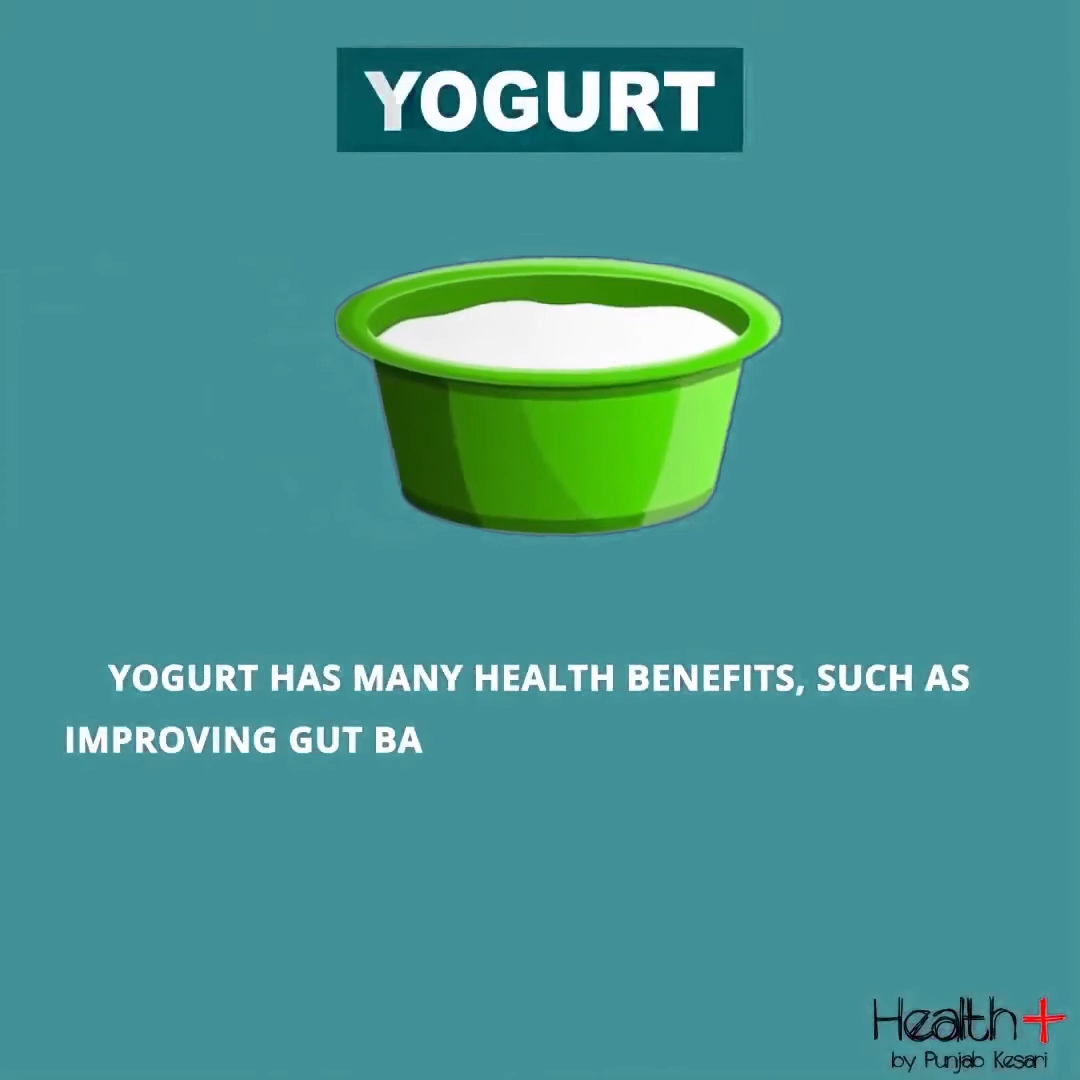 YOGURT
YOGURT HAS MANY HEALTH BENEFITS, SUCH AS
IMPROVING GUT BA
Health+
by Punjab Kesari